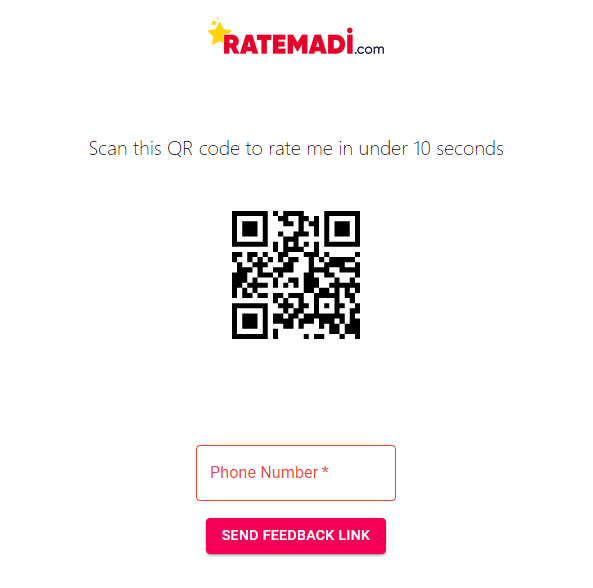 RATEMADİ.com
Scan this QR code to rate me in under 10 seconds
Phone Number *
SEND FEEDBACK LINK